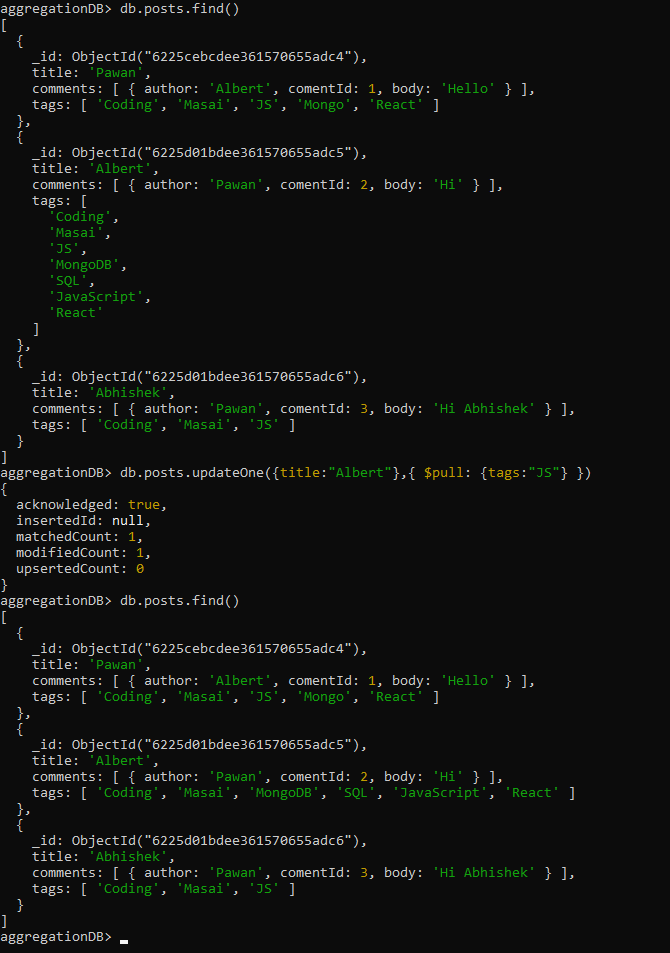 aggregationDB> db.posts.find()
[
  {
    _id: ObjectId("6225cebcdee361570655adc4"),
    title: 'Pawan',
    comments: [ { author: 'Albert', comentId: 1, body: 'Hello' } ],
    tags: [ 'Coding', 'Masai', 'JS', 'Mongo', 'React' ]
  },
  {
    _id: ObjectId("6225d01bdee361570655adc5"),
    title: 'Albert',
    comments: [ { author: 'Pawan', comentId: 2, body: 'Hi' } ],
    tags: [
      'Coding',
      'Masai',
      'JS',
      'MongoDB',
      'SQL',
      'JavaScript',
      'React'
    ]
  },
  {
    _id: ObjectId("6225d01bdee361570655adc6"),
    title: 'Abhishek',
    comments: [ { author: 'Pawan', comentId: 3, body: 'Hi Abhishek' } ],
    tags: [ 'Coding', 'Masai', 'JS' ]
  }
]
aggregationDB> db.posts.updateOne({title:"Albert"},{ $pull: {tags:"JS"} })
{
  acknowledged: true,
  insertedId: null,
  matchedCount: 1,
  modifiedCount: 1,
  upsertedCount: 0
}
aggregationDB> db.posts.find()
[
  {
    _id: ObjectId("6225cebcdee361570655adc4"),
    title: 'Pawan',
    comments: [ { author: 'Albert', comentId: 1, body: 'Hello' } ],
    tags: [ 'Coding', 'Masai', 'JS', 'Mongo', 'React' ]
  },
  {
    _id: ObjectId("6225d01bdee361570655adc5"),
    title: 'Albert',
    comments: [ { author: 'Pawan', comentId: 2, body: 'Hi' } ],
    tags: [ 'Coding', 'Masai', 'MongoDB', 'SQL', 'JavaScript', 'React' ]
  },
  {
    _id: ObjectId("6225d01bdee361570655adc6"),
    title: 'Abhishek',
    comments: [ { author: 'Pawan', comentId: 3, body: 'Hi Abhishek' } ],
    tags: [ 'Coding', 'Masai', 'JS' ]
  }
]
aggregationDB>